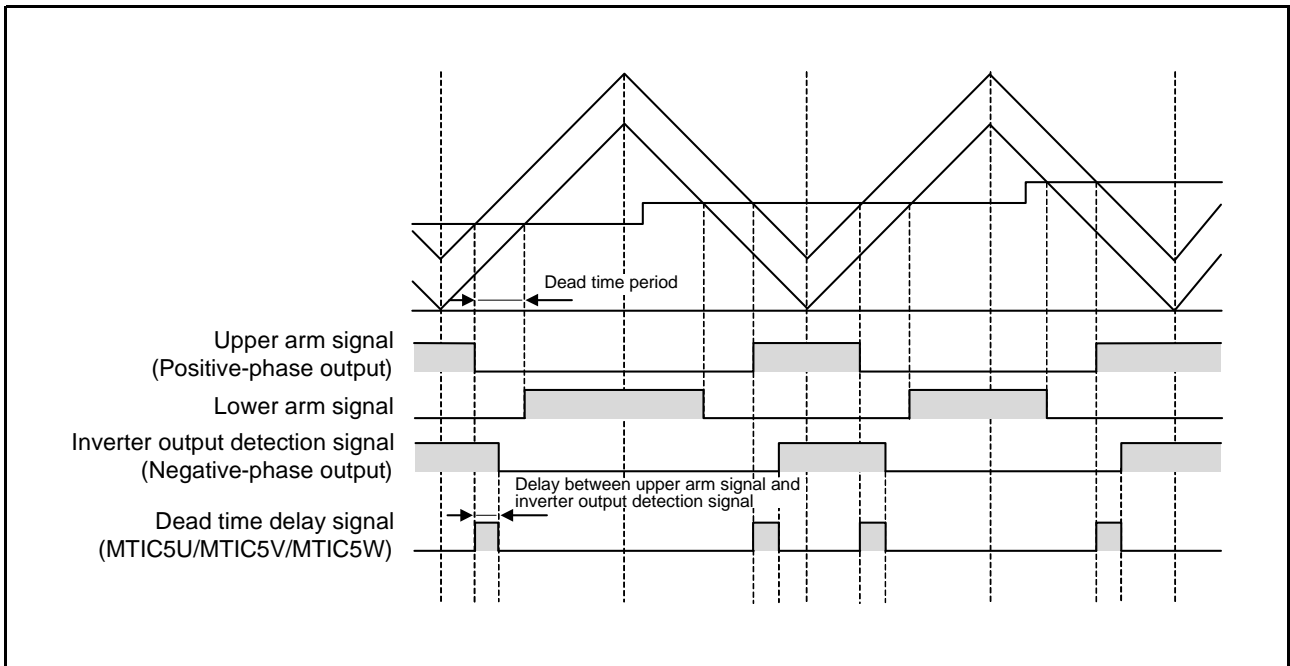 Dead time period
Upper arm signal
(Positive-phase output)
Lower arm signal
Inverter output detection signal
(Negative-phase output)
Delay between upper arm signal and
inverter output detection signal
Dead time delay signal
(MTIC5U/MTIC5V/MTIC5W)